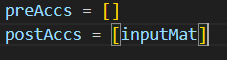 preAccs = []
postAccs = [inputMat]